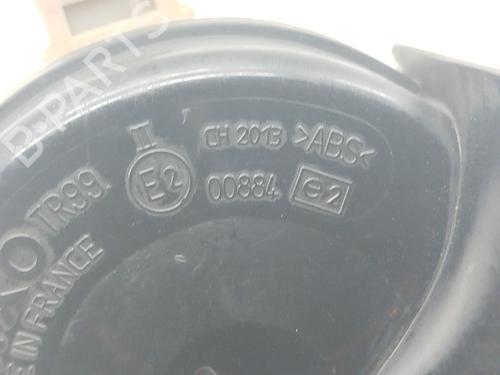 B-PARTS
II
CH 2013 >ABS<
E2 00884 e2
TR99
IN FRANCE